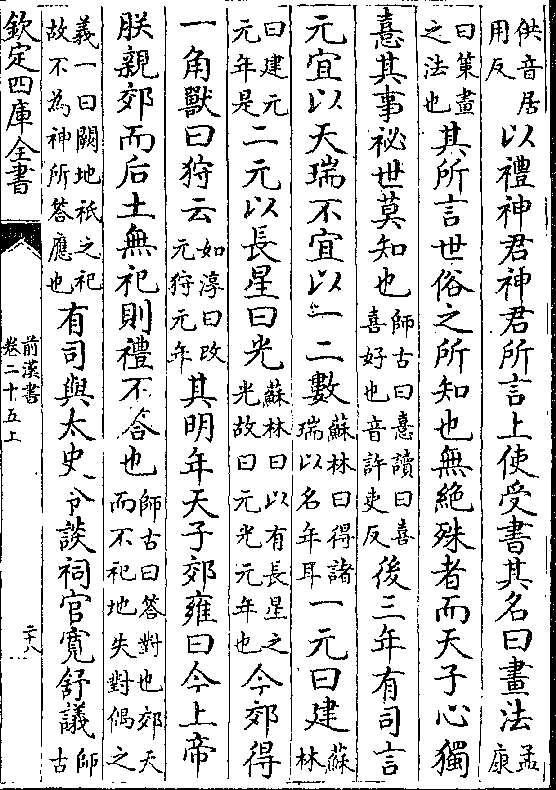 供音居用反以禮神君神君所言上使受書其名曰畫法孟康
曰策畫之法也其所言世俗之所知也無絕殊者而天子心獨
憙其事祕世莫知也師古曰憙讀曰喜喜好也音許吏反後三年有司言
元宜以天瑞不宜以一二數蘇林曰得諸瑞以名年耳一元曰建蘇林
曰建元元年是二元以長星曰光蘇林曰以有長星之光故曰元光元年也今郊得
一角獸曰狩云如淳曰改元狩元年其明年天子郊雍曰今上帝
朕親郊而后土無祀則禮不答也師古曰答對也郊天而不祀地失對偶之
義一曰闕地祇之祀故不為神所答應也有司與太史令談祠官寬舒議師古
欽定四庫全書
前漢書
卷二十五上
二十八